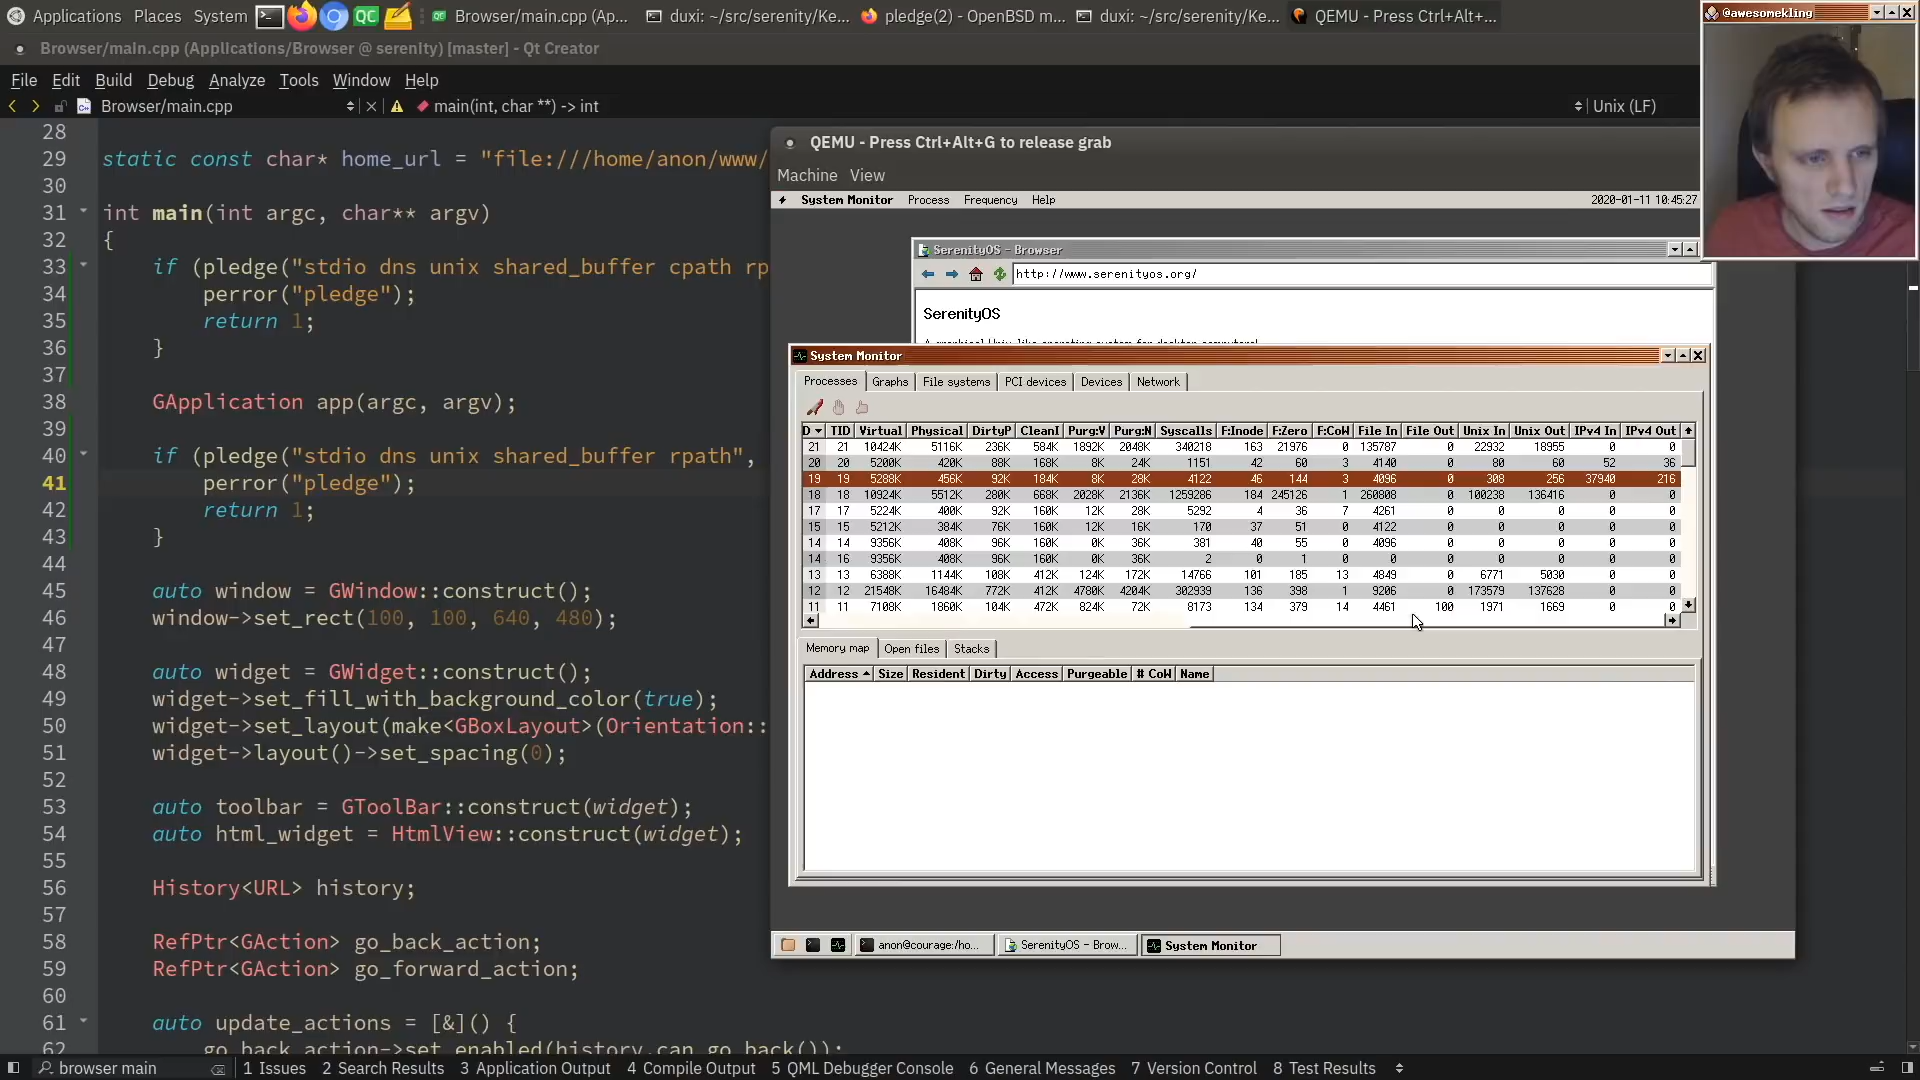 Applications Places System Browser/main.cpp (Ap... duxi: ~/src/serenity/Ke... pledge(2) - OpenBSD m... duxi: ~/src/serenity/Ke... QEMU - Press Ctrl+Alt+...
@awesomekling
Browser/main.cpp (Applications/Browser @ serenity) [master] - Qt Creator
File Edit Build Debug Analyze Tools Window Help
Browser/main.cpp main(int, char **) -> int Unix (LF)
28
29 static const char* home_url = "file:///home/anon/www/
30
31 int main(int argc, char** argv)
32 {
33 if (pledge("stdio dns unix shared_buffer cpath rp
34 perror("pledge");
35 return 1;
36 }
37
38 GApplication app(argc, argv);
39
40 if (pledge("stdio dns unix shared_buffer rpath",
41 perror("pledge");
42 return 1;
43 }
44
45 auto window = GWindow::construct();
46 window->set_rect(100, 100, 640, 480);
47
48 auto widget = GWidget::construct();
49 widget->set_fill_with_background_color(true);
50 widget->set_layout(make<GBoxLayout>(Orientation::
51 widget->layout()->set_spacing(0);
52
53 auto toolbar = GToolBar::construct(widget);
54 auto html_widget = HtmlView::construct(widget);
55
56 History<URL> history;
57
58 RefPtr<GAction> go_back_action;
59 RefPtr<GAction> go_forward_action;
60
61 auto update_actions = [&]() {
62 go_back_action->set_enabled(history.can_go_back());
QEMU - Press Ctrl+Alt+G to release grab
Machine View
System Monitor Process Frequency Help 2020-01-11 10:45:27
SerenityOS - Browser
http://www.serenityos.org/
SerenityOS
A graphical Unix-like operating system for desktop computers!
System Monitor
Processes Graphs File systems PCI devices Devices Network
D TID Virtual Physical DirtyP CleanI Purg:V Purg:N Syscalls F:Inode F:Zero F:CoW File In File Out Unix In Unix Out IPv4 In IPv4 Out
21 21 10424K 5116K 236K 584K 1892K 2048K 340218 34 21976 3 135787 0 22932 18955 0 0
20 20 5200K 420K 88K 168K 8K 24K 1151 42 60 3 4140 0 80 60 52 36
19 19 5288K 456K 92K 184K 8K 28K 4122 46 144 3 4096 0 308 256 37940 216
18 18 10924K 5512K 280K 668K 2028K 2136K 1259286 184 245126 1 260808 0 100238 136416 0 0
17 17 5224K 400K 92K 160K 12K 28K 5292 4 36 7 4261 0 0 0 0 0
15 15 5212K 384K 76K 160K 12K 16K 170 37 51 0 4122 0 0 0 0 0
14 14 9356K 408K 96K 160K 0K 36K 381 40 55 0 4096 0 0 0 0 0
14 16 9356K 408K 96K 160K 0K 36K 2 0 1 0 0 0 0 0 0 0
13 13 6388K 1144K 108K 412K 124K 172K 14766 101 185 13 4849 0 6771 5030 0 0
12 12 21548K 16484K 772K 412K 4780K 4204K 302939 136 398 1 9206 0 173579 137628 0 0
11 11 7108K 1860K 104K 472K 824K 72K 8173 134 379 14 4461 100 1971 1669 0 0
Memory map Open files Stacks
Address Size Resident Dirty Access Purgeable # CoW Name
anon@courage:/ho... SerenityOS - Brow... System Monitor
browser main 1 Issues 2 Search Results 3 Application Output 4 Compile Output 5 QML Debugger Console 6 General Messages 7 Version Control 8 Test Results